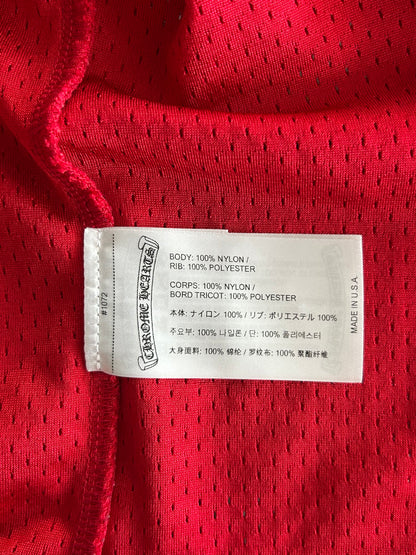 #1072
CHROME HEARTS
BODY: 100% NYLON /
RIB: 100% POLYESTER
CORPS: 100% NYLON /
BORD TRICOT: 100% POLYESTER
本体: ナイロン 100% / リブ: ポリエステル 100%
주요부: 100% 나일론 / 단: 100% 폴리에스터
大身面料: 100% 锦纶 / 罗纹布: 100% 聚酯纤维
MADE IN U.S.A.